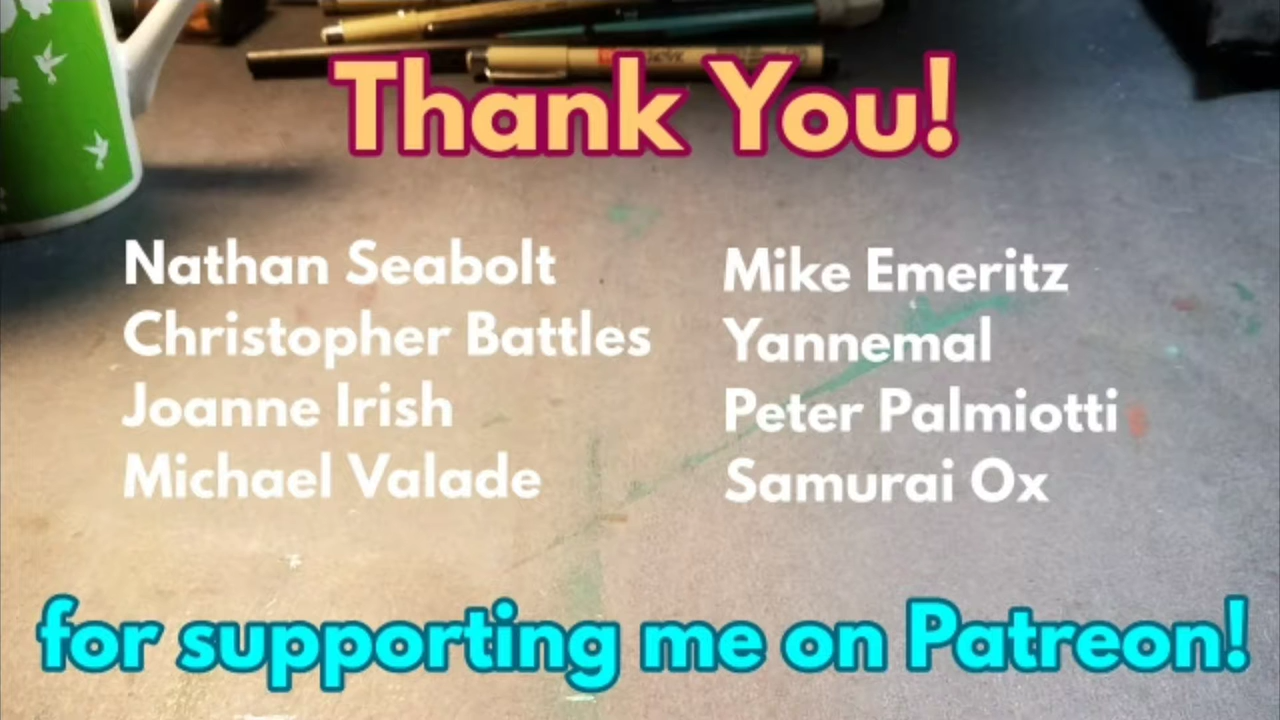 Thank You!
Nathan Seabolt
Christopher Battles
Joanne Irish
Michael Valade
Mike Emeritz
Yannemal
Peter Palmiotti
Samurai Ox
for supporting me on Patreon!